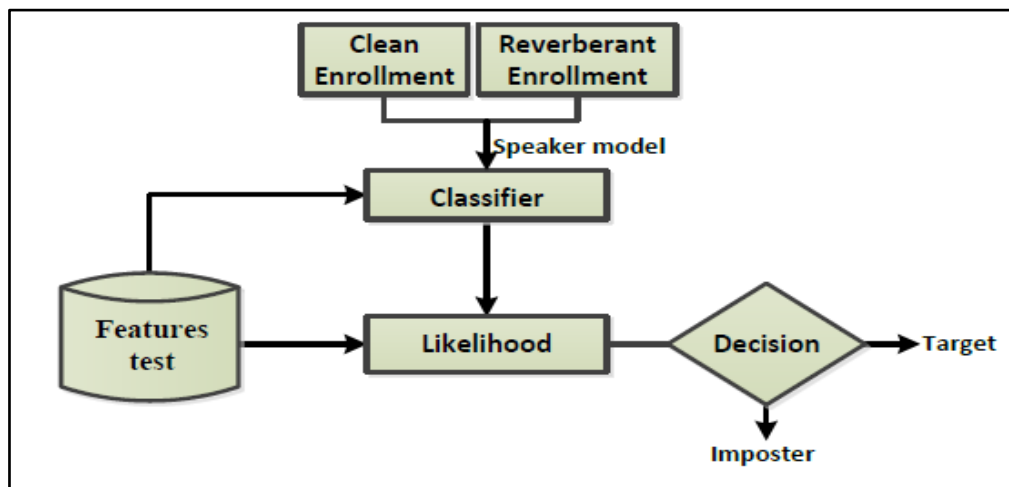 Clean
Enrollment
Reverberant
Enrollment
Speaker model
Classifier
Features
test
Likelihood
Decision
Target
Imposter